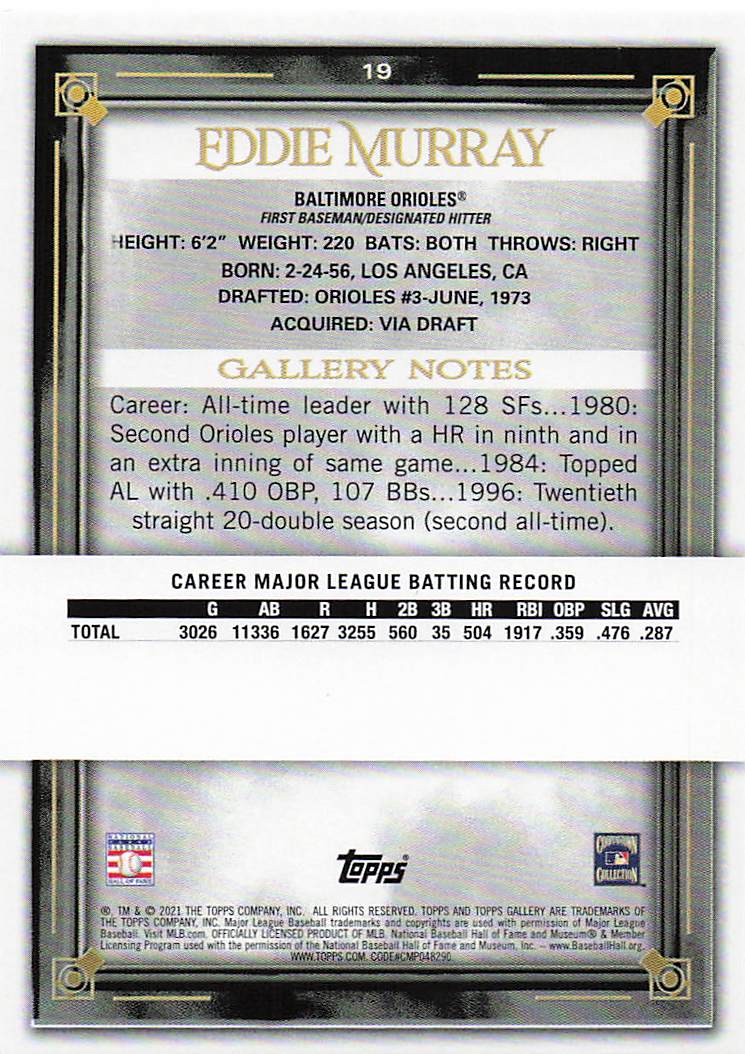 19
EDDIE MURRAY
BALTIMORE ORIOLES®
FIRST BASEMAN/DESIGNATED HITTER
HEIGHT: 6'2" WEIGHT: 220 BATS: BOTH THROWS: RIGHT
BORN: 2-24-56, LOS ANGELES, CA
DRAFTED: ORIOLES #3-JUNE, 1973
ACQUIRED: VIA DRAFT
GALLERY NOTES
Career: All-time leader with 128 SFs...1980:
Second Orioles player with a HR in ninth and in
an extra inning of same game...1984: Topped
AL with .410 OBP, 107 BBs...1996: Twentieth
straight 20-double season (second all-time).
CAREER MAJOR LEAGUE BATTING RECORD
G AB R H 2B 3B HR RBI OBP SLG AVG
TOTAL 3026 11336 1627 3255 560 35 504 1917 .359 .476 .287
NATIONAL
BASEBALL
HALL OF FAME
TOPPS®
COOPERSTOWN
COLLECTION
®, TM & © 2021 THE TOPPS COMPANY, INC. ALL RIGHTS RESERVED. TOPPS AND TOPPS GALLERY ARE TRADEMARKS OF
THE TOPPS COMPANY, INC. Major League Baseball trademarks and copyrights are used with permission of Major League
Baseball. Visit MLB.com. OFFICIALLY LICENSED PRODUCT OF MLB. National Baseball Hall of Fame and Museum® & Member
Licensing Program used with the permission of the National Baseball Hall of Fame and Museum, Inc. – www.BaseballHall.org.
WWW.TOPPS.COM. CODE#CMP048290